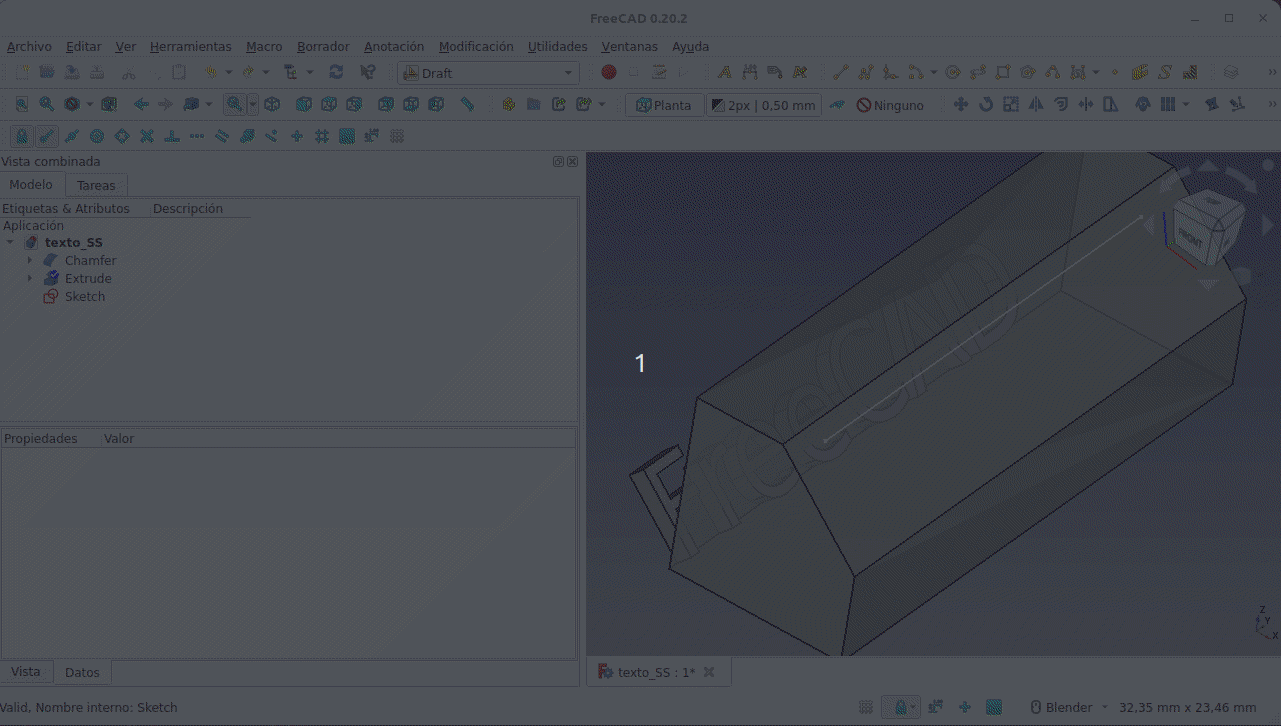 FreeCAD 0.20.2
Archivo Editar Ver Herramientas Macro Borrador Anotación Modificación Utilidades Ventanas Ayuda
Draft
Planta 2px | 0,50 mm Ninguno
Vista combinada
Modelo Tareas
Etiquetas & Atributos Descripción
Aplicación
texto_SS
Chamfer
Extrude
Sketch
1
FRONT
Propiedades Valor
Z
Y
X
Vista Datos
texto_SS : 1*
Valid, Nombre interno: Sketch
Blender 32,35 mm x 23,46 mm